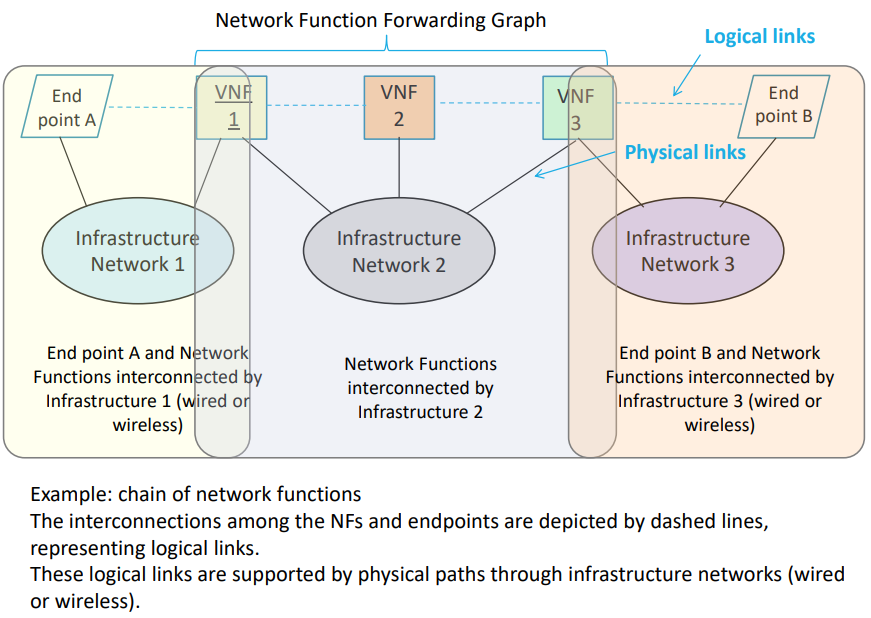 Network Function Forwarding Graph
Logical links
End
point A
VNF
1
VNF
2
VNF
3
End
point B
Physical links
Infrastructure
Network 1
Infrastructure
Network 2
Infrastructure
Network 3
End point A and Network
Functions interconnected by
Infrastructure 1 (wired or
wireless)
Network Functions
interconnected by
Infrastructure 2
End point B and Network
Functions interconnected by
Infrastructure 3 (wired or
wireless)
Example: chain of network functions
The interconnections among the NFs and endpoints are depicted by dashed lines,
representing logical links.
These logical links are supported by physical paths through infrastructure networks (wired
or wireless).